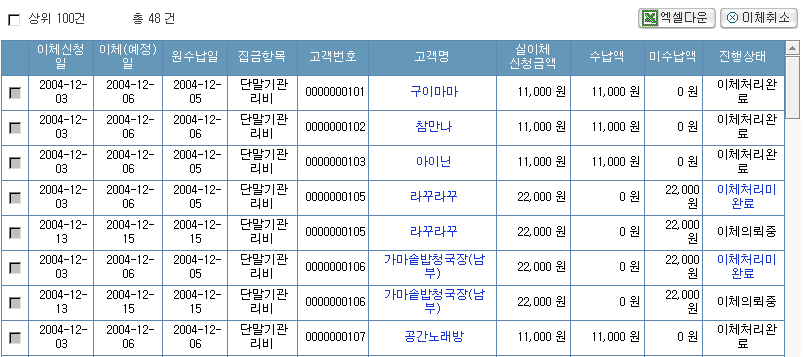 상위 100건 총 48 건 엑셀다운 이체취소
이체신청일 이체(예정)일 원수납일 집금항목 고객번호 고객명 실이체신청금액 수납액 미수납액 진행상태
2004-12-03 2004-12-06 2004-12-05 단말기관리비 0000000101 구이마마 11,000 원 11,000 원 0 원 이체처리완료
2004-12-03 2004-12-06 2004-12-05 단말기관리비 0000000102 참만나 11,000 원 11,000 원 0 원 이체처리완료
2004-12-03 2004-12-06 2004-12-05 단말기관리비 0000000103 아이닌 11,000 원 11,000 원 0 원 이체처리완료
2004-12-03 2004-12-06 2004-12-05 단말기관리비 0000000105 라꾸라꾸 22,000 원 0 원 22,000 원 이체처리미완료
2004-12-13 2004-12-15 2004-12-15 단말기관리비 0000000105 라꾸라꾸 22,000 원 0 원 22,000 원 이체의뢰중
2004-12-03 2004-12-06 2004-12-05 단말기관리비 0000000106 가마솥밥청국장(남부) 22,000 원 0 원 22,000 원 이체처리미완료
2004-12-13 2004-12-15 2004-12-15 단말기관리비 0000000106 가마솥밥청국장(남부) 22,000 원 0 원 22,000 원 이체의뢰중
2004-12-03 2004-12-06 2004-12-05 단말기관리비 0000000107 공간노래방 11,000 원 11,000 원 0 원 이체처리완료